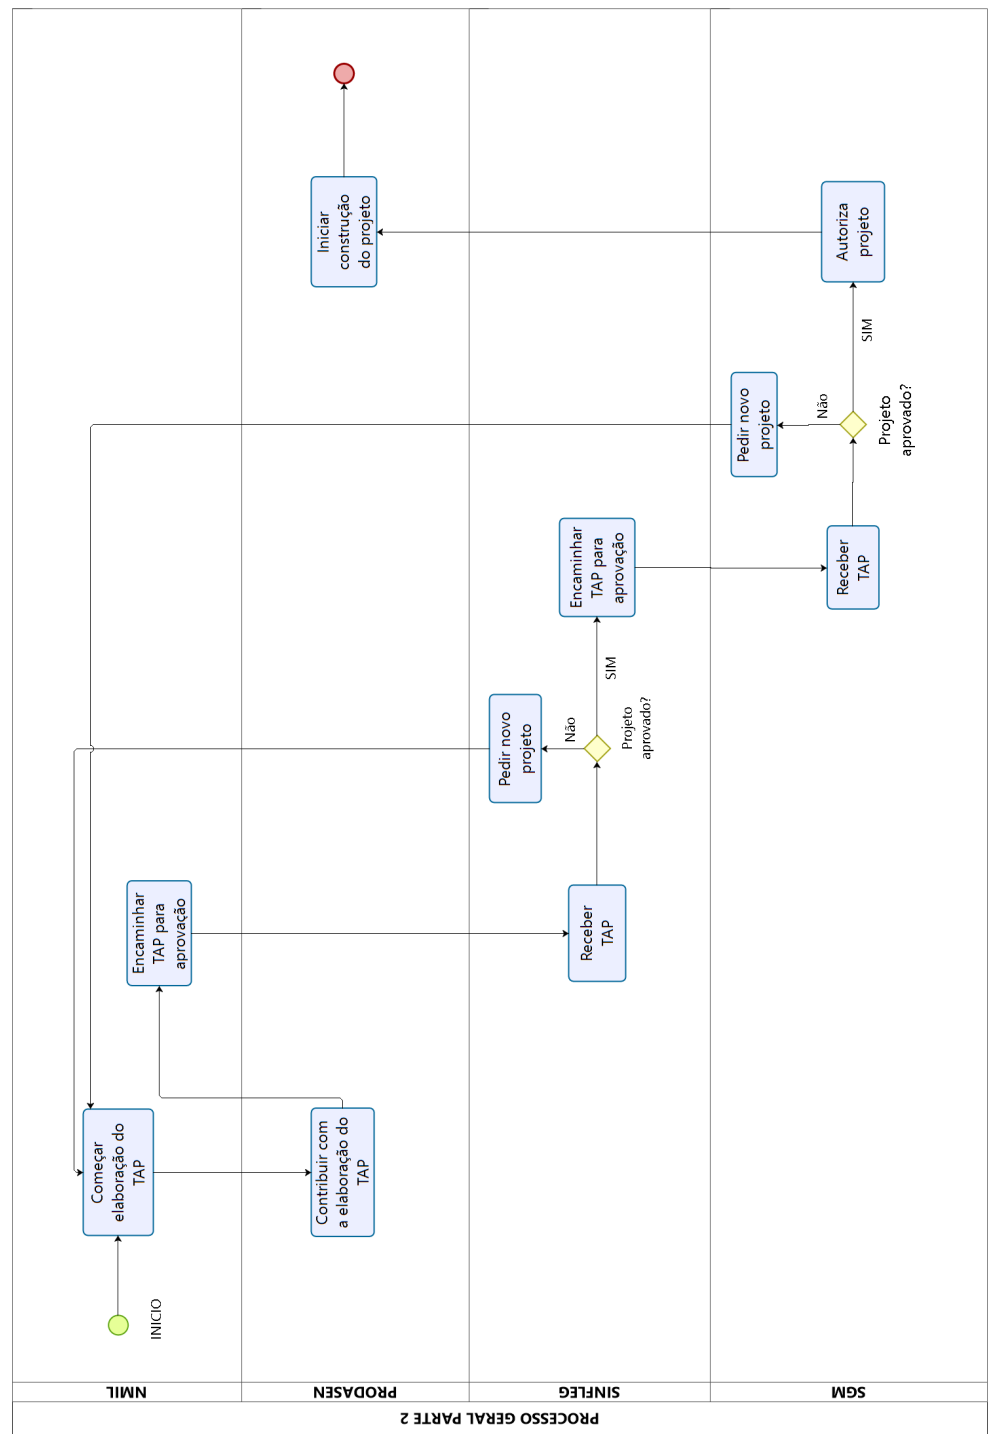 PROCESSO GERAL PARTE 2
NMIL
PRODASEN
SINFLEG
SGM
INICIO
Começar
elaboração do
TAP
Contribuir com
a elaboração do
TAP
Encaminhar
TAP para
aprovação
Receber
TAP
Projeto
aprovado?
Não
Pedir novo
projeto
SIM
Encaminhar
TAP para
aprovação
Receber
TAP
Projeto
aprovado?
Não
Pedir novo
projeto
SIM
Autoriza
projeto
Iniciar
construção
do projeto